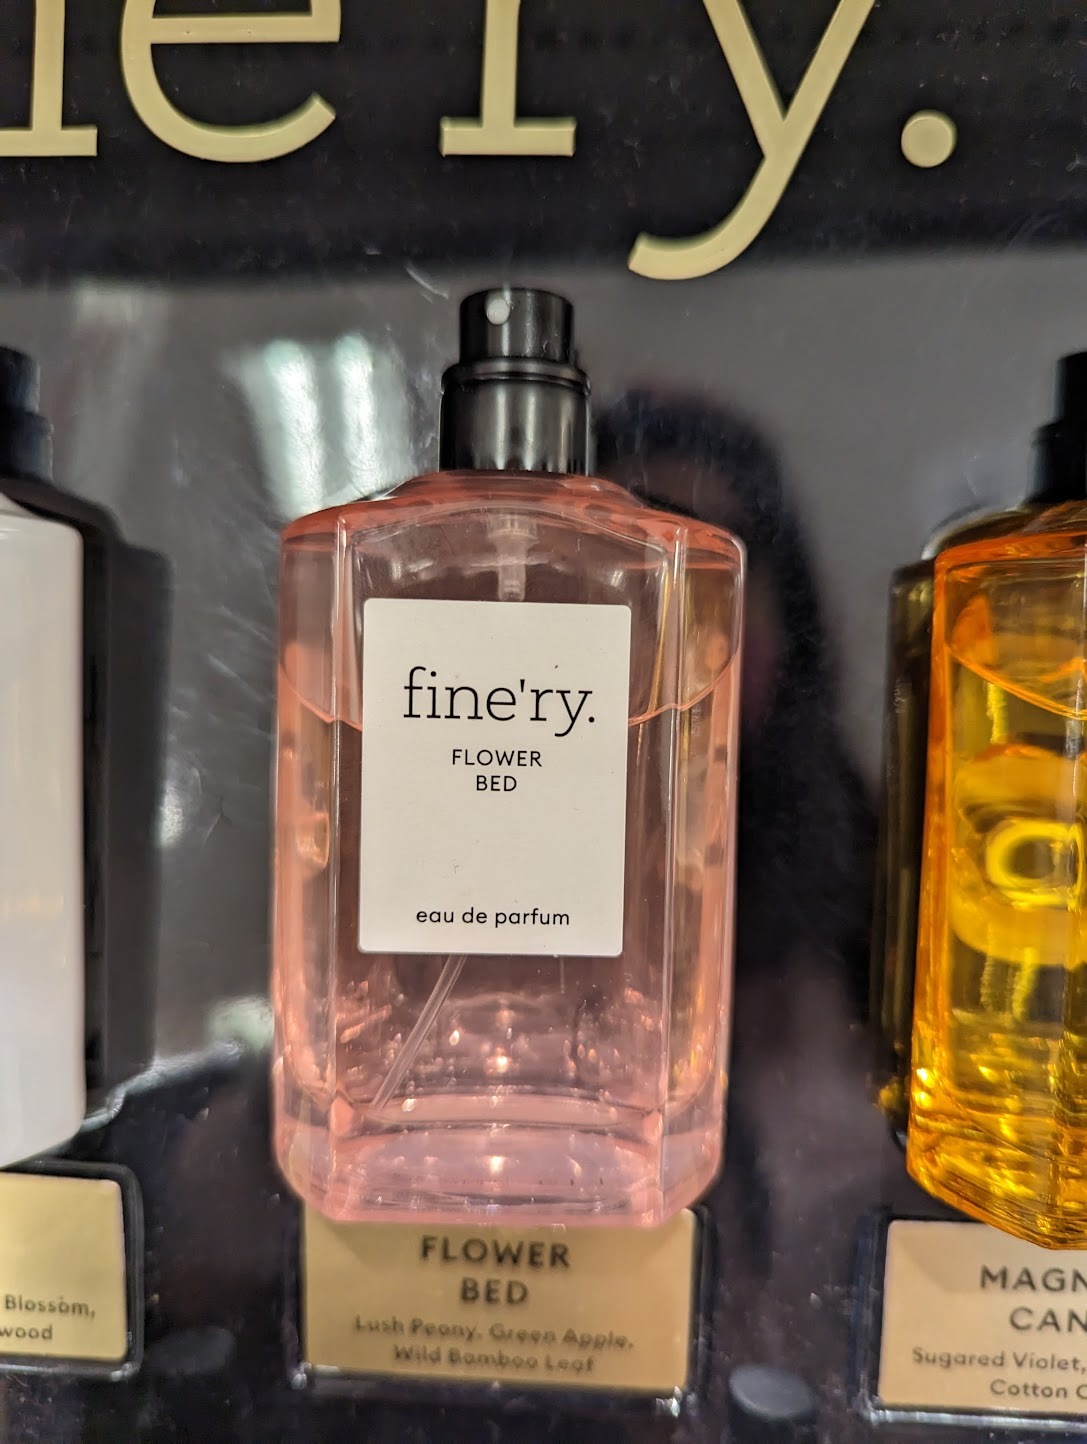 ery.
fine'ry.
FLOWER
BED
eau de parfum
FLOWER
BED
Lush Peony, Green Apple,
Wild Bamboo Leaf
Blossom,
wood
MAGN
CAN
Sugared Violet,
Cotton C